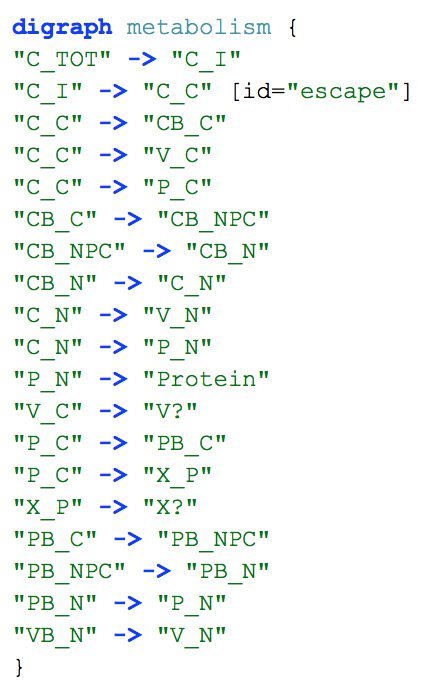 digraph metabolism {
"C_TOT" -> "C_I"
"C_I" -> "C_C" [id="escape"]
"C_C" -> "CB_C"
"C_C" -> "V_C"
"C_C" -> "P_C"
"CB_C" -> "CB_NPC"
"CB_NPC" -> "CB_N"
"CB_N" -> "C_N"
"C_N" -> "V_N"
"C_N" -> "P_N"
"P_N" -> "Protein"
"V_C" -> "V?"
"P_C" -> "PB_C"
"P_C" -> "X_P"
"X_P" -> "X?"
"PB_C" -> "PB_NPC"
"PB_NPC" -> "PB_N"
"PB_N" -> "P_N"
"VB_N" -> "V_N"
}